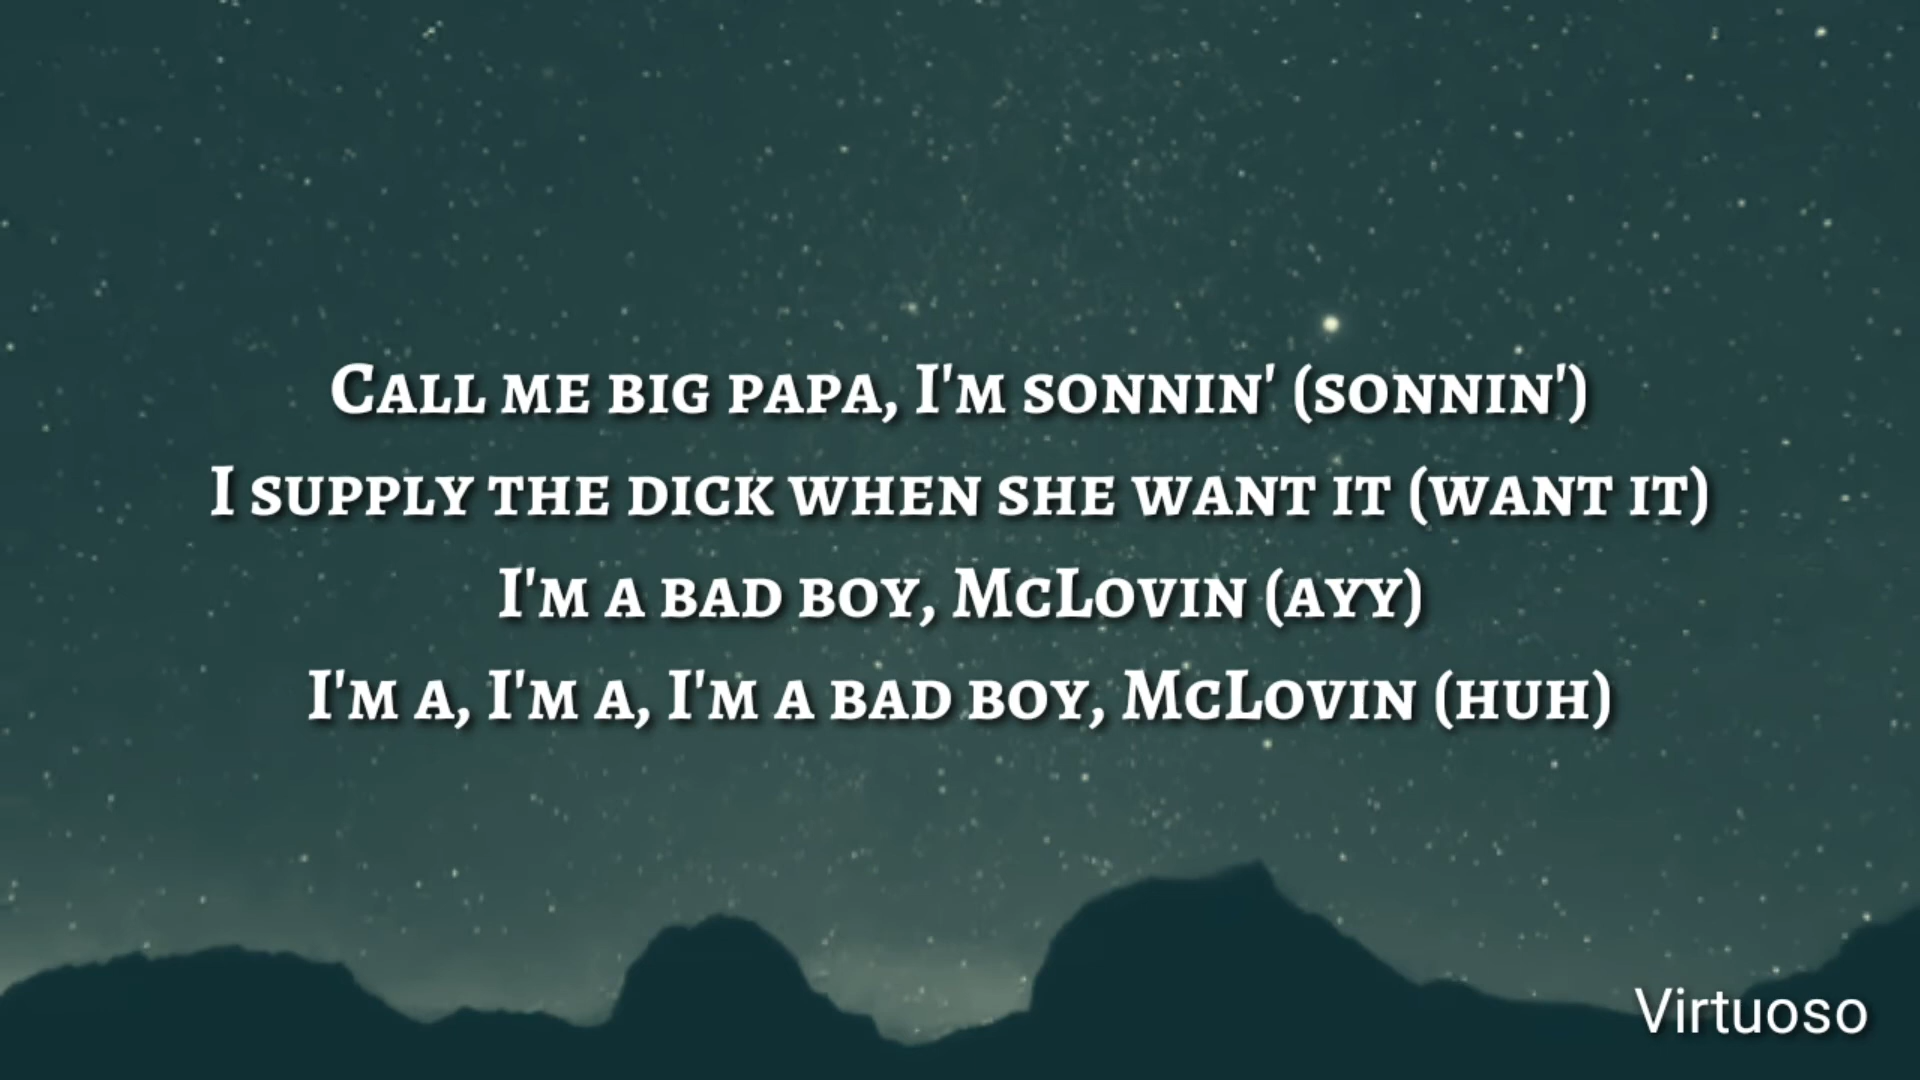 Call me big papa, I'm sonnin' (sonnin')
I supply the dick when she want it (want it)
I'm a bad boy, McLovin (ayy)
I'm a, I'm a, I'm a bad boy, McLovin (huh)
Virtuoso